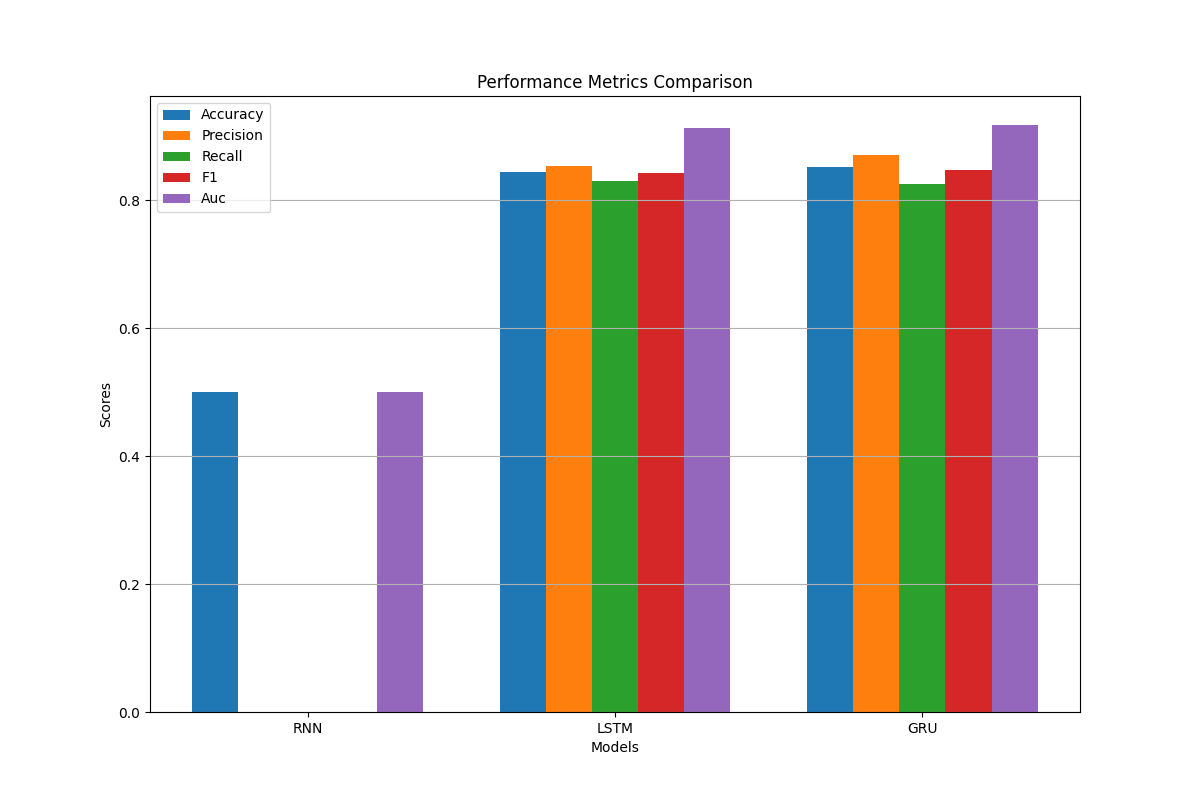 Performance Metrics Comparison
Accuracy
Precision
Recall
F1
Auc
0.8
0.6
0.4
0.2
0.0
Scores
RNN LSTM GRU
Models